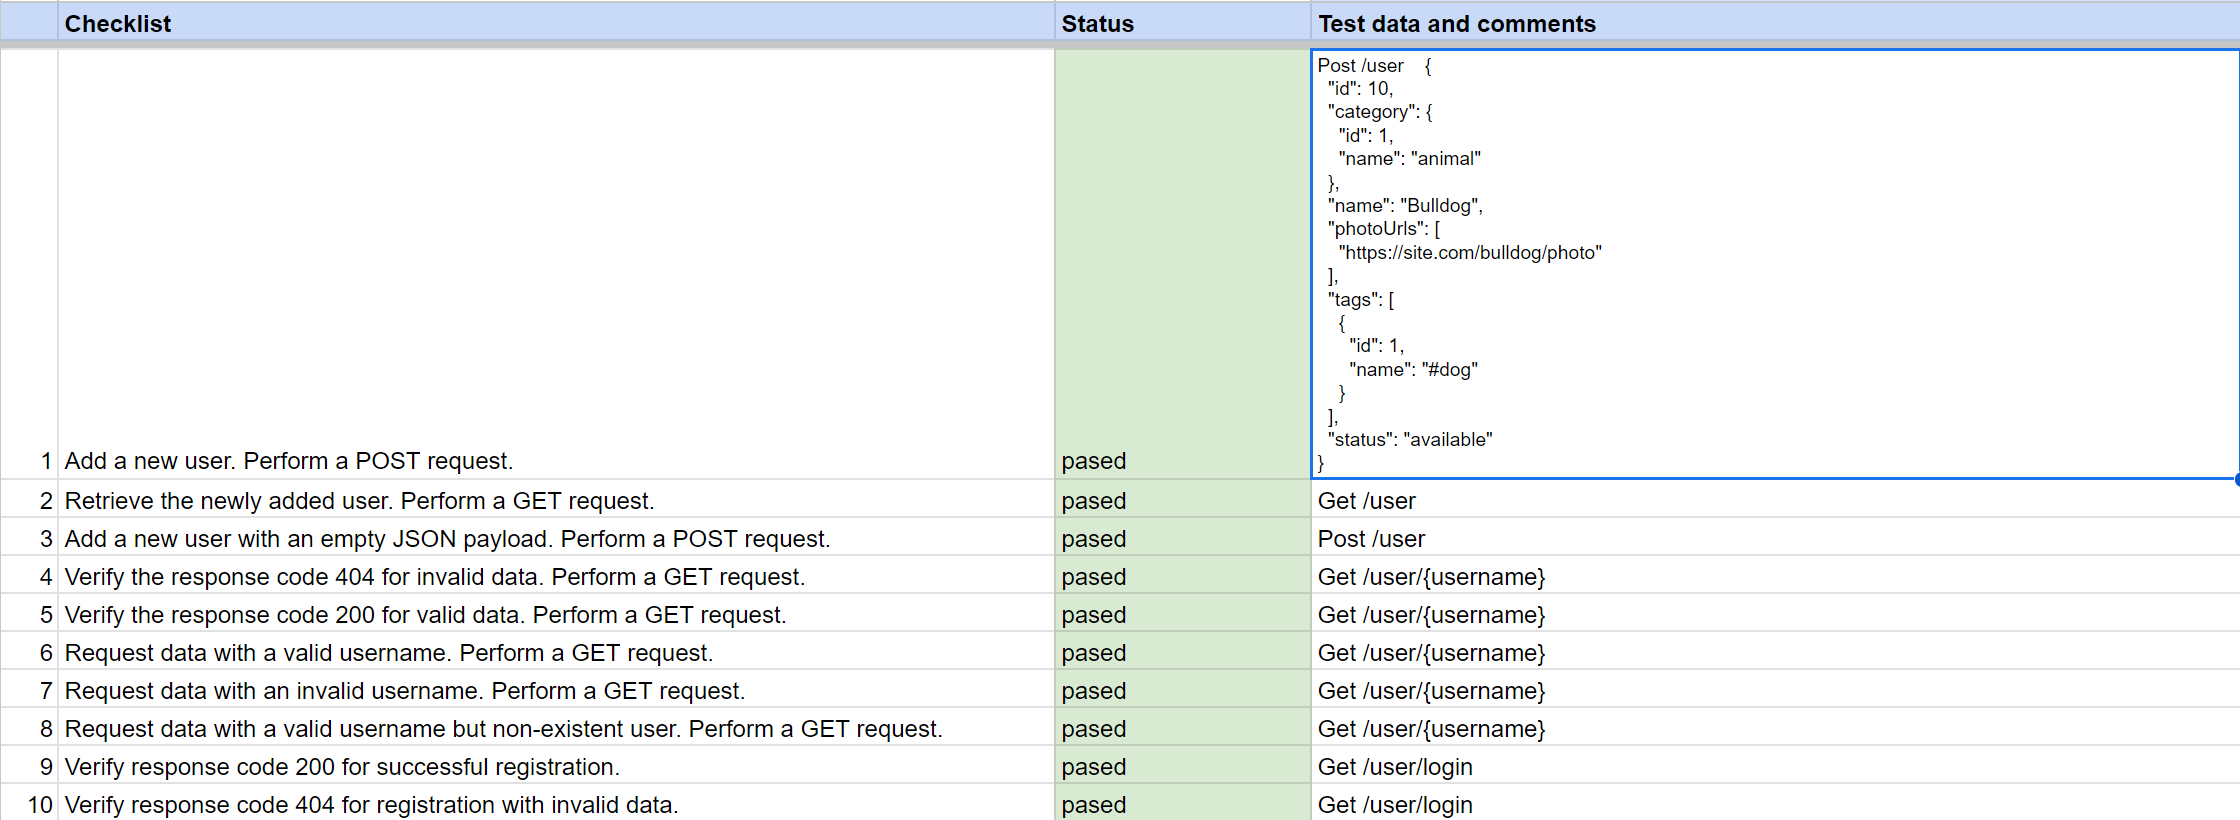 Checklist Status Test data and comments
Post /user    {
"id": 10,
"category": {
"id": 1,
"name": "animal"
},
"name": "Bulldog",
"photoUrls": [
"https://site.com/bulldog/photo"
],
"tags": [
{
"id": 1,
"name": "#dog"
}
],
"status": "available"
}
1 Add a new user. Perform a POST request. pased
2 Retrieve the newly added user. Perform a GET request. pased Get /user
3 Add a new user with an empty JSON payload. Perform a POST request. pased Post /user
4 Verify the response code 404 for invalid data. Perform a GET request. pased Get /user/{username}
5 Verify the response code 200 for valid data. Perform a GET request. pased Get /user/{username}
6 Request data with a valid username. Perform a GET request. pased Get /user/{username}
7 Request data with an invalid username. Perform a GET request. pased Get /user/{username}
8 Request data with a valid username but non-existent user. Perform a GET request. pased Get /user/{username}
9 Verify response code 200 for successful registration. pased Get /user/login
10 Verify response code 404 for registration with invalid data. pased Get /user/login